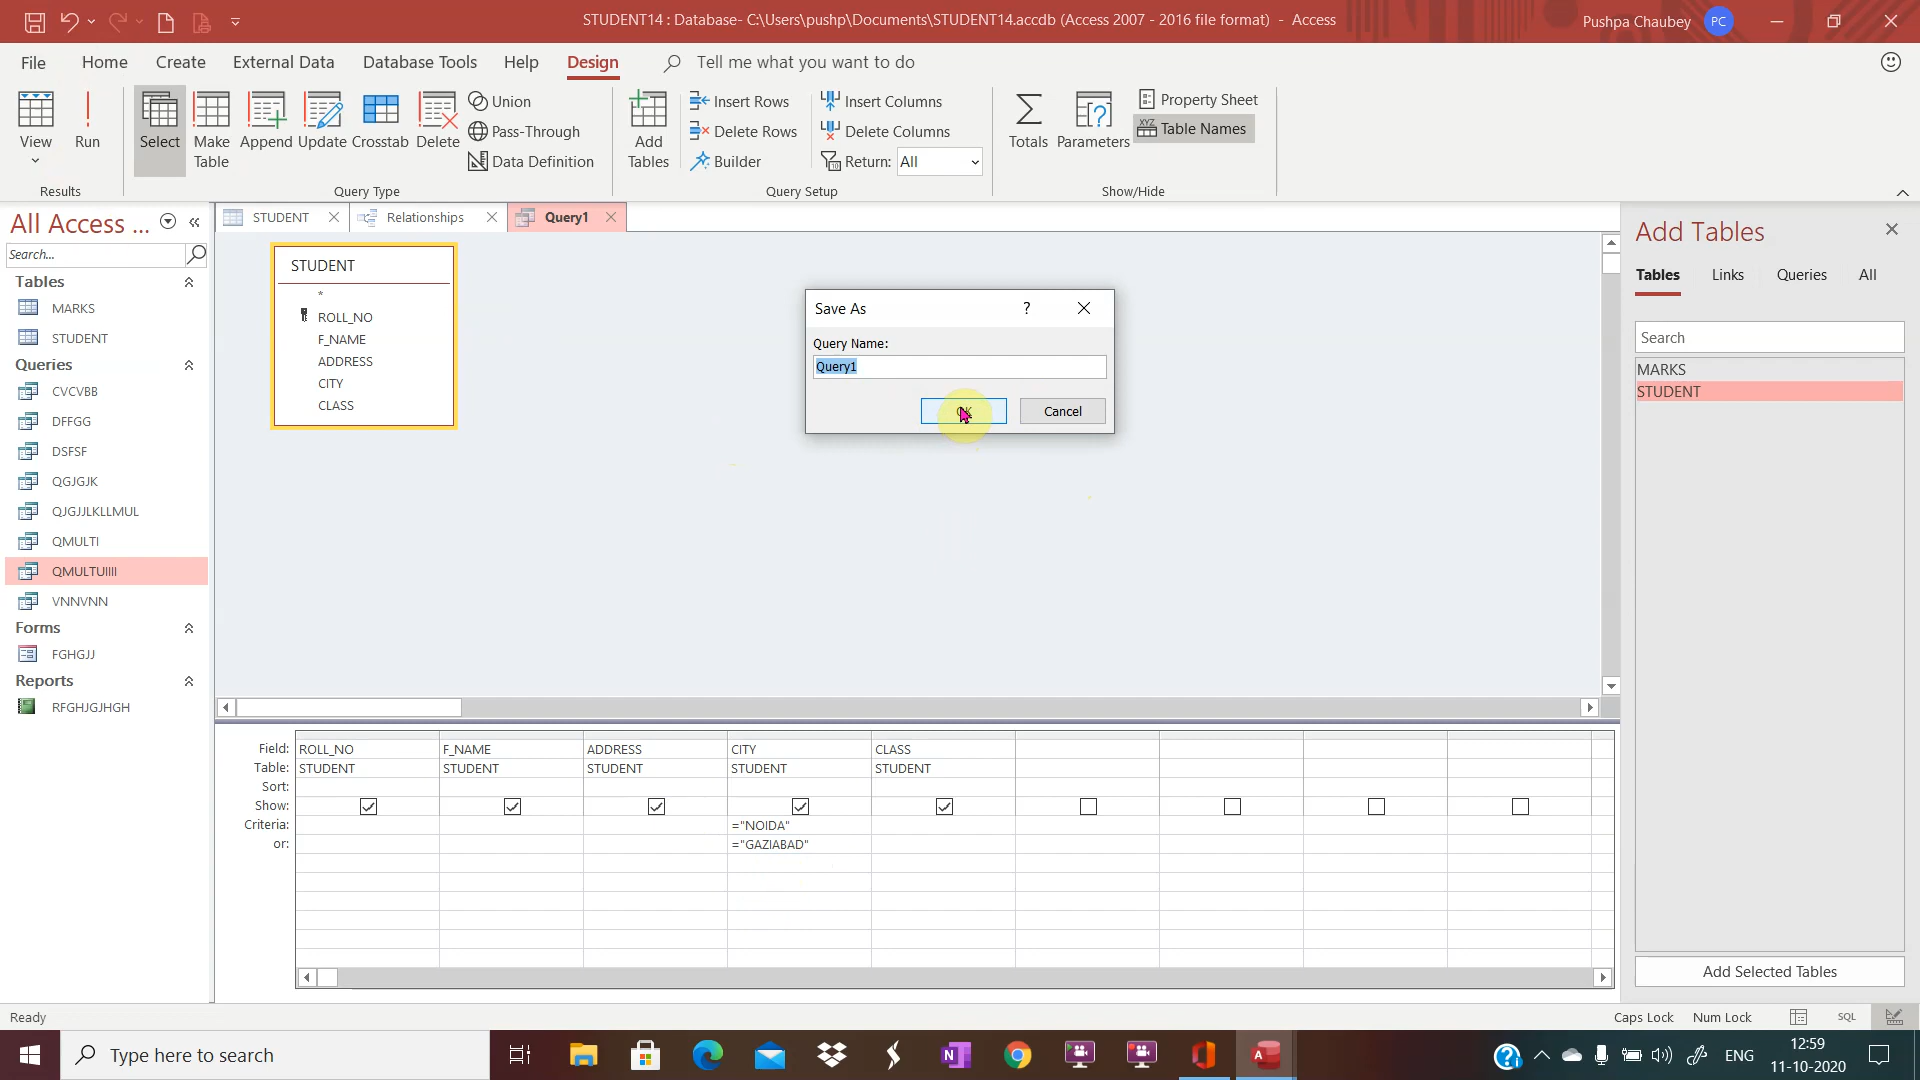 STUDENT14 : Database- C:\Users\pushp\Documents\STUDENT14.accdb (Access 2007 - 2016 file format) - Access
Pushpa Chaubey
PC
File
Home
Create
External Data
Database Tools
Help
Design
Tell me what you want to do
View
Run
Results
Select
Make
Table
Append
Update
Crosstab
Delete
Union
Pass-Through
Data Definition
Query Type
Add
Tables
Insert Rows
Delete Rows
Builder
Insert Columns
Delete Columns
Return: All
Query Setup
Totals
Parameters
Property Sheet
XYZ Table Names
Show/Hide
All Access ...
Search...
Tables
MARKS
STUDENT
Queries
CVCVBB
DFFGG
DSFSF
QGJGJK
QJGJJLKLLMUL
QMULTI
QMULTUIIII
VNNVNN
Forms
FGHGJJ
Reports
RFGHJGJHGH
STUDENT
Relationships
Query1
STUDENT
*
ROLL_NO
F_NAME
ADDRESS
CITY
CLASS
Save As
?
Query Name:
Query1
OK
Cancel
Field: ROLL_NO F_NAME ADDRESS CITY CLASS
Table: STUDENT STUDENT STUDENT STUDENT STUDENT
Sort:
Show:
Criteria: ="NOIDA"
or: ="GAZIABAD"
Add Tables
Tables
Links
Queries
All
Search
MARKS
STUDENT
Add Selected Tables
Ready
Caps Lock
Num Lock
SQL
Type here to search
ENG
12:59
11-10-2020